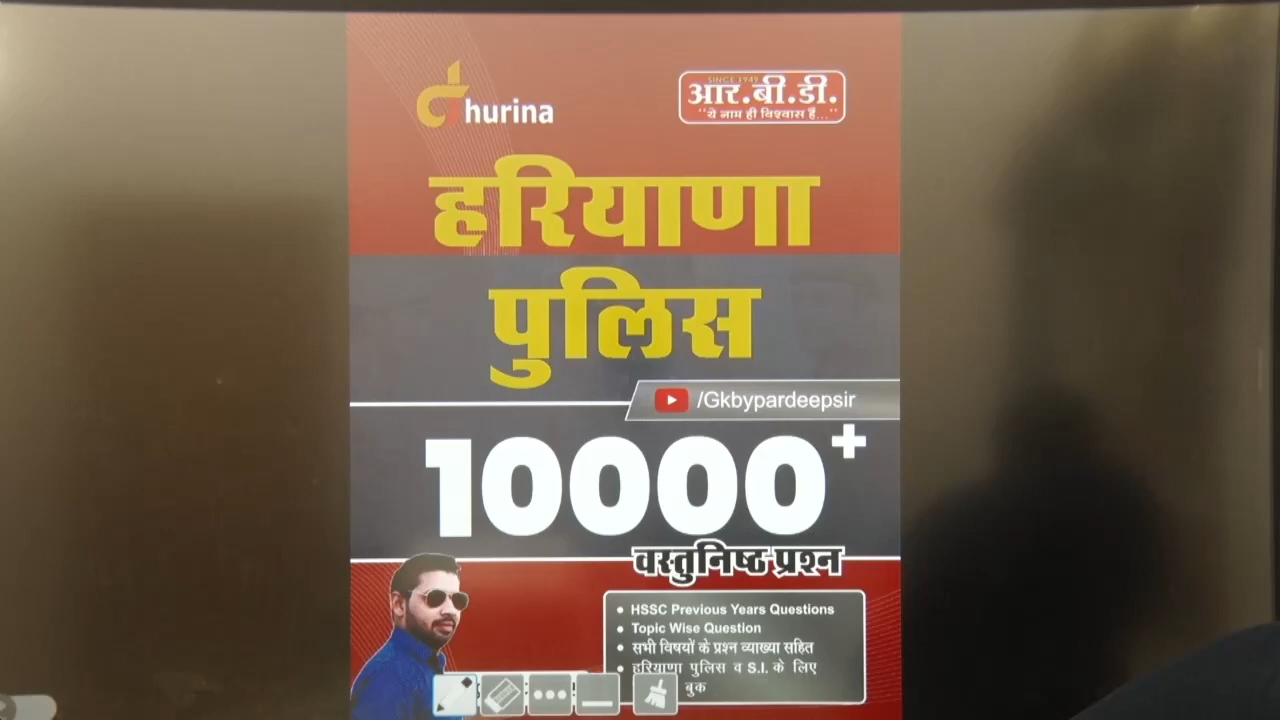 Thurina
SINCE 1949
आर.बी.डी.
"ये नाम ही विश्वास हैं..."
हरियाणा
पुलिस
/Gkbypardeepsir
10000+
वस्तुनिष्ठ प्रश्न
• HSSC Previous Years Questions
• Topic Wise Question
• सभी विषयों के प्रश्न व्याख्या सहित
• हरियाणा पुलिस व S.I. के लिए
बुक